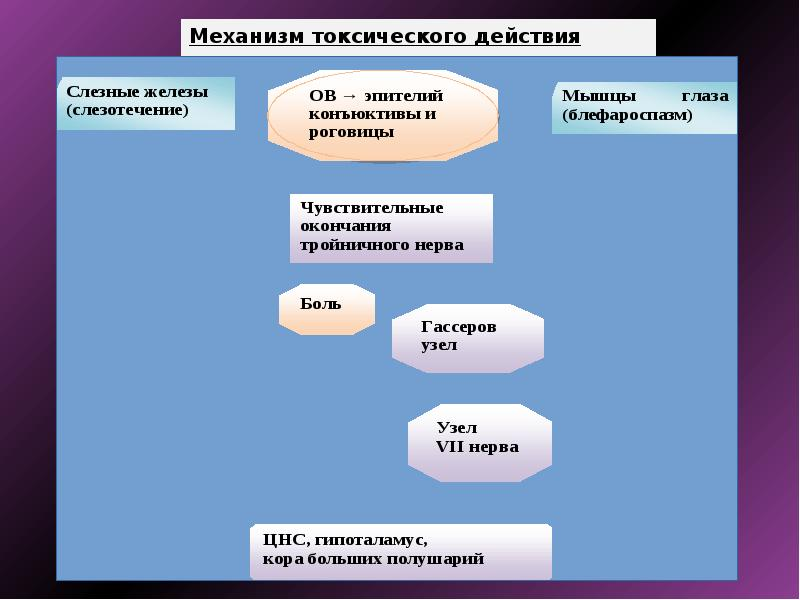 Механизм токсического действия
Слезные железы
(слезотечение)
ОВ → эпителий
конъюктивы и
роговицы
Мышцы глаза
(блефароспазм)
Чувствительные
окончания
тройничного нерва
Боль
Гассеров
узел
Узел
VII нерва
ЦНС, гипоталамус,
кора больших полушарий